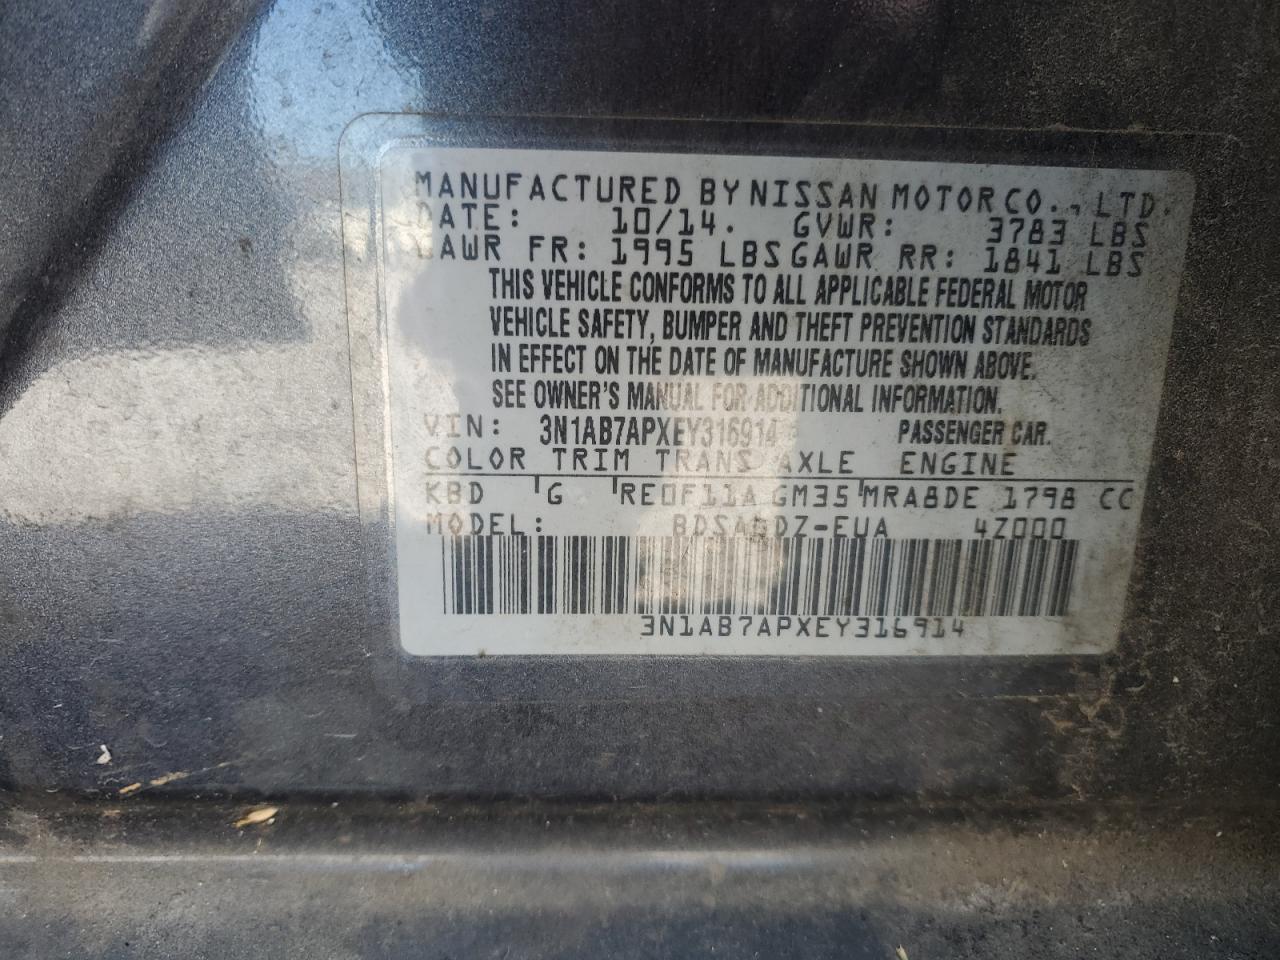 MANUFACTURED BY NISSAN MOTOR CO., LTD.
DATE: 10/14. GVWR: 3783 LBS
GAWR FR: 1995 LBS GAWR RR: 1841 LBS
THIS VEHICLE CONFORMS TO ALL APPLICABLE FEDERAL MOTOR
VEHICLE SAFETY, BUMPER AND THEFT PREVENTION STANDARDS
IN EFFECT ON THE DATE OF MANUFACTURE SHOWN ABOVE.
SEE OWNER'S MANUAL FOR ADDITIONAL INFORMATION.
VIN: 3N1AB7APXEY316914 PASSENGER CAR.
COLOR TRIM TRANS AXLE ENGINE
KBD G RE0F11A GM35 MRA8DE 1798 CC
MODEL: 4Z000
3N1AB7APXEY316914